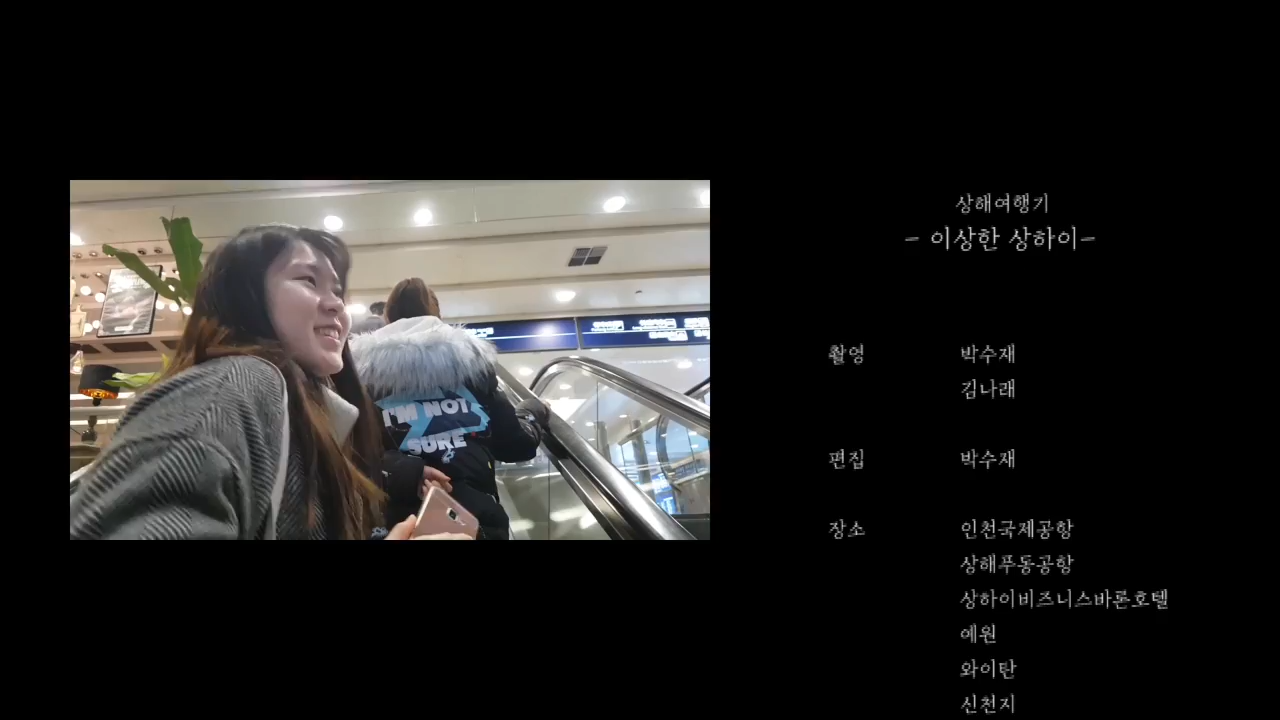 I'M NOT
SURE
상해여행기
- 이상한 상하이-
촬영 박수재
김나래
편집 박수재
장소 인천국제공항
상해푸동공항
상하이비즈니스바론호텔
예원
와이탄
신천지